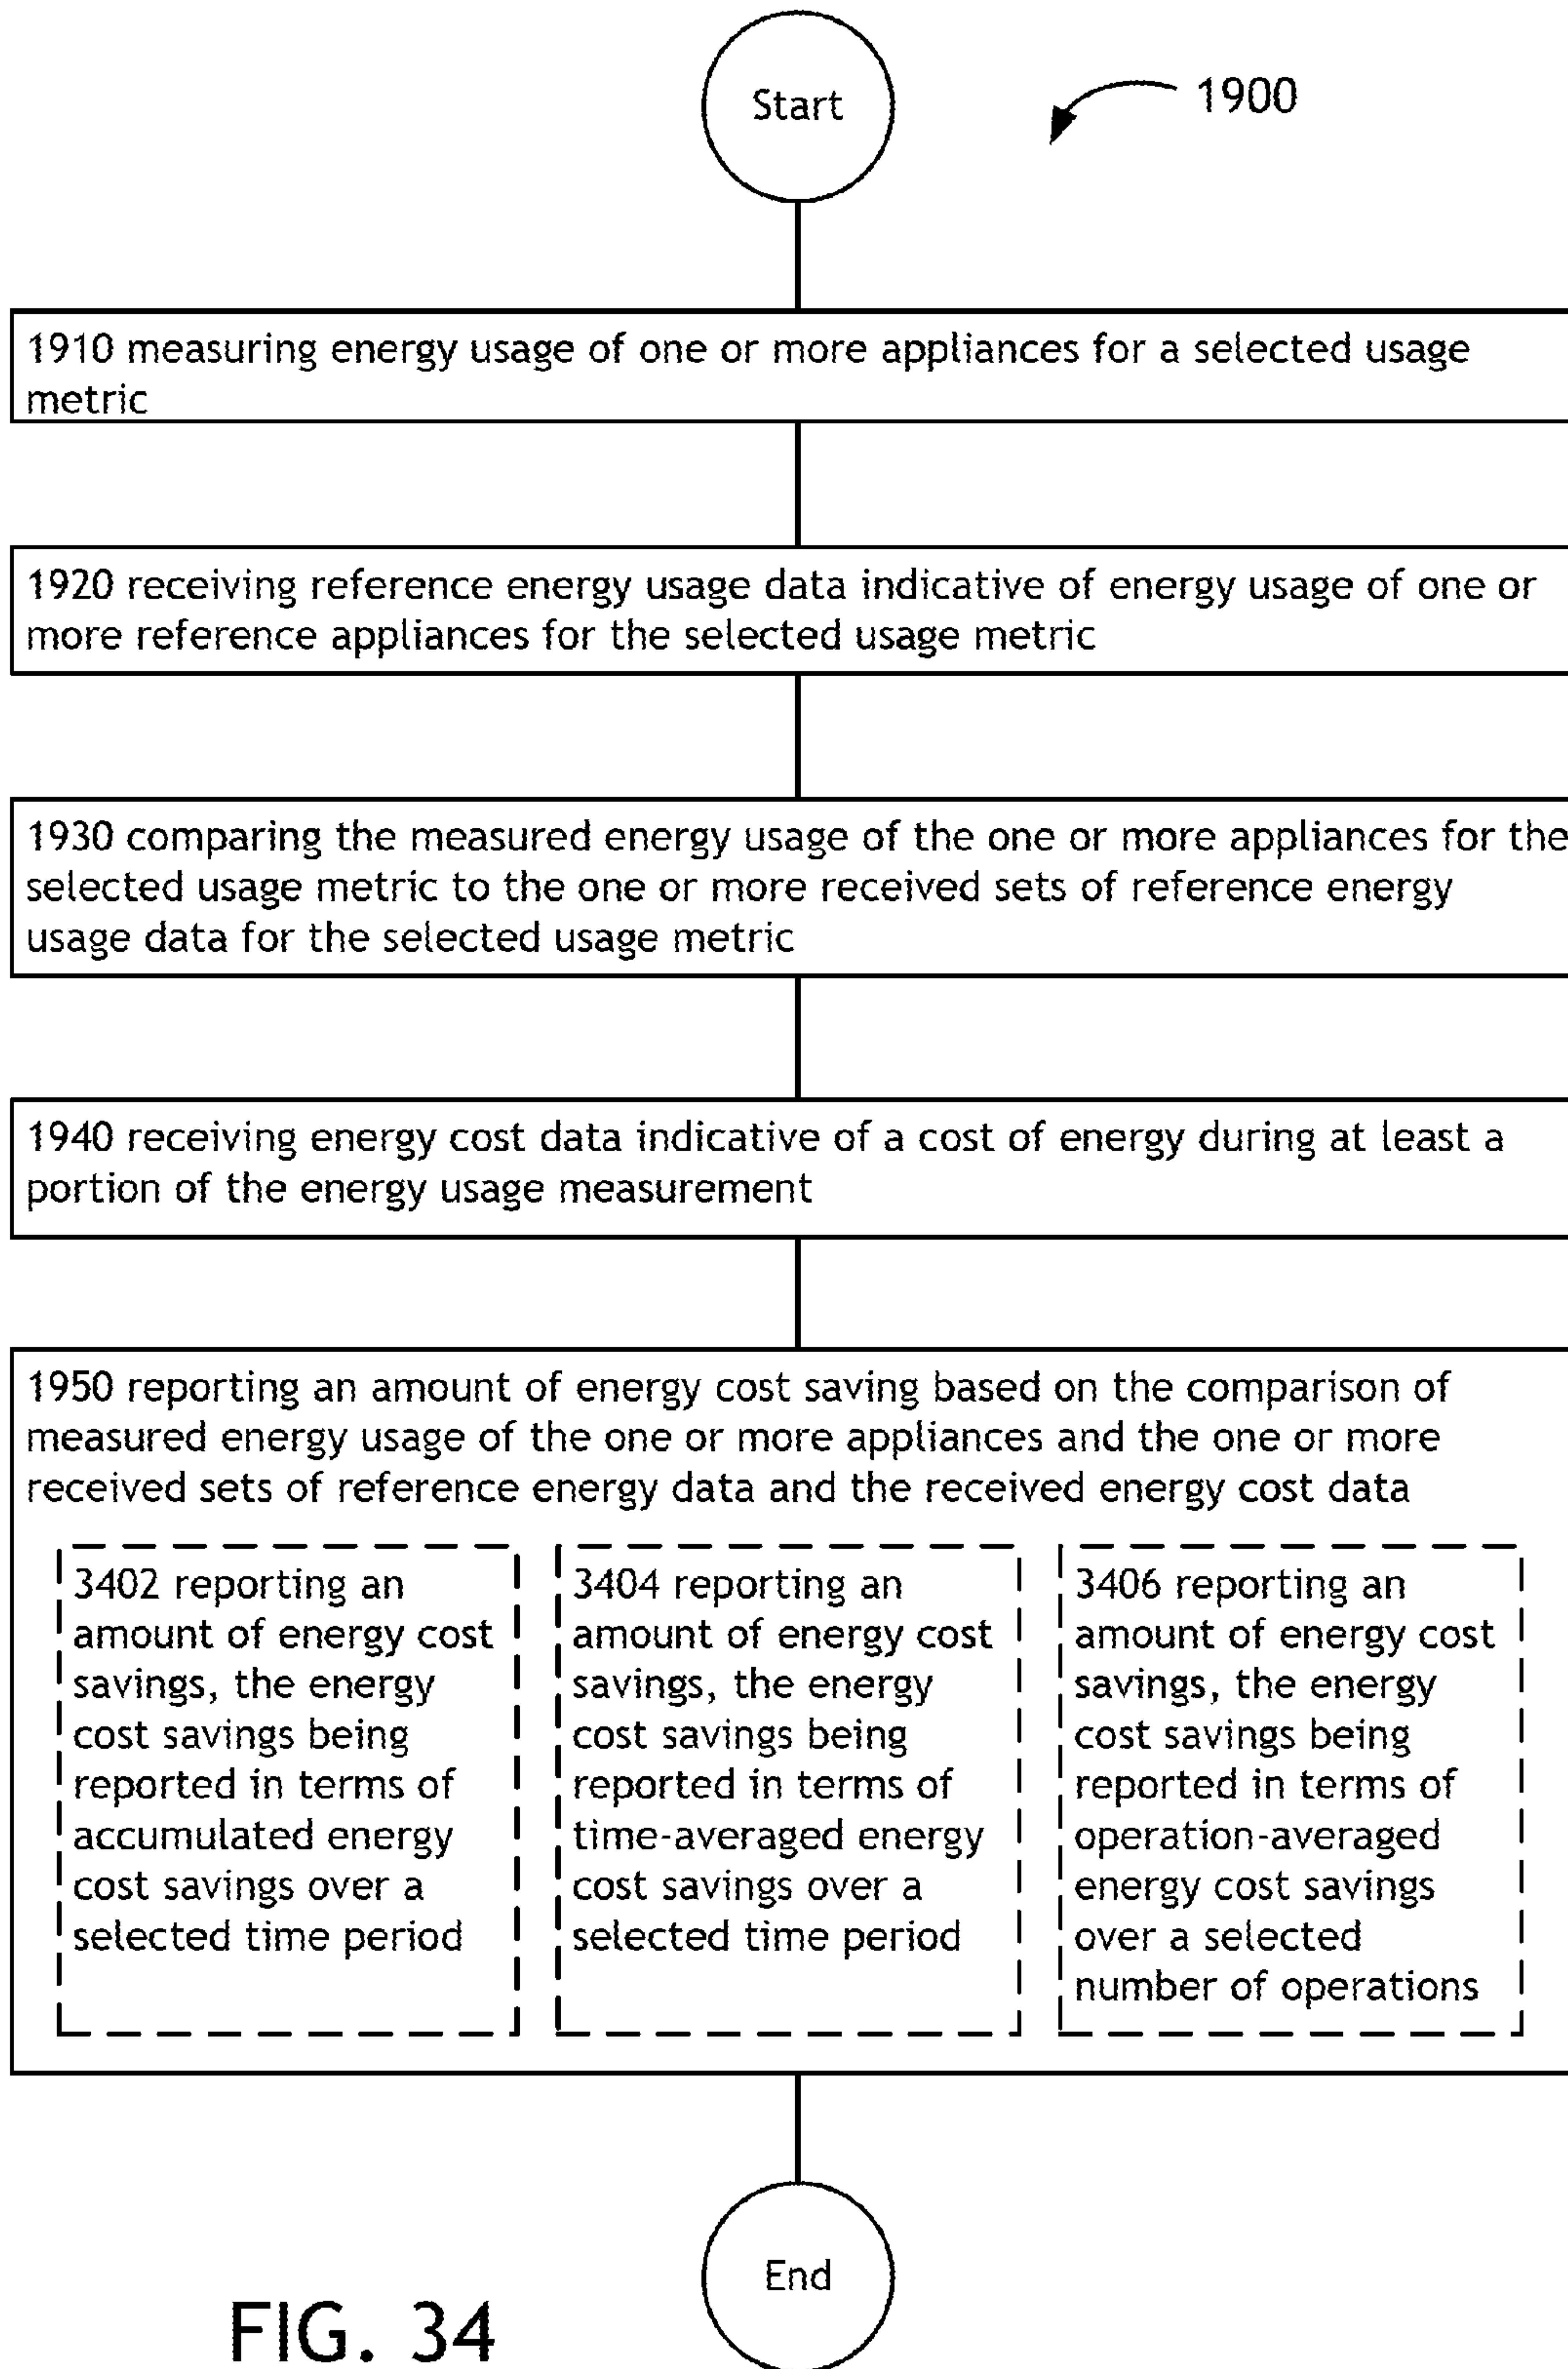 Start
1900
1910 measuring energy usage of one or more appliances for a selected usage
metric
1920 receiving reference energy usage data indicative of energy usage of one or
more reference appliances for the selected usage metric
1930 comparing the measured energy usage of the one or more appliances for the
selected usage metric to the one or more received sets of reference energy
usage data for the selected usage metric
1940 receiving energy cost data indicative of a cost of energy during at least a
portion of the energy usage measurement
1950 reporting an amount of energy cost saving based on the comparison of
measured energy usage of the one or more appliances and the one or more
received sets of reference energy data and the received energy cost data
3402 reporting an
amount of energy cost
savings, the energy
cost savings being
reported in terms of
accumulated energy
cost savings over a
selected time period
3404 reporting an
amount of energy cost
savings, the energy
cost savings being
reported in terms of
time-averaged energy
cost savings over a
selected time period
3406 reporting an
amount of energy cost
savings, the energy
cost savings being
reported in terms of
operation-averaged
energy cost savings
over a selected
number of operations
End
FIG. 34